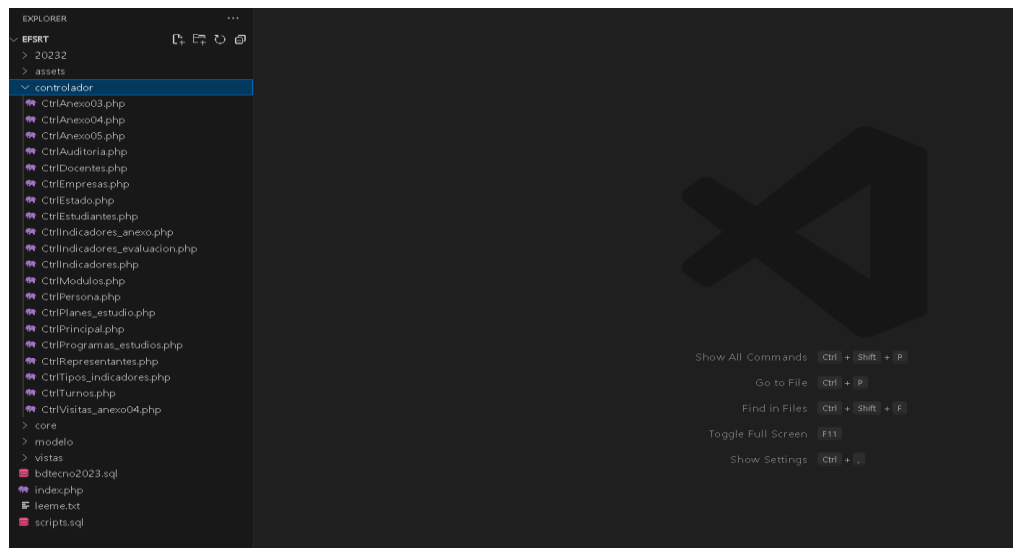 EXPLORER ...
EFSRT
20232
assets
controlador
CtrlAnexo03.php
CtrlAnexo04.php
CtrlAnexo05.php
CtrlAuditoria.php
CtrlDocentes.php
CtrlEmpresas.php
CtrlEstado.php
CtrlEstudiantes.php
CtrlIndicadores_anexo.php
CtrlIndicadores_evaluacion.php
CtrlIndicadores.php
CtrlModulos.php
CtrlPersona.php
CtrlPlanes_estudio.php
CtrlPrincipal.php
CtrlProgramas_estudios.php
CtrlRepresentantes.php
CtrlTipos_indicadores.php
CtrlTurnos.php
CtrlVisitas_anexo04.php
core
modelo
vistas
bdtecno2023.sql
index.php
leeme.txt
scripts.sql
Show All Commands Ctrl + Shift + P
Go to File Ctrl + P
Find in Files Ctrl + Shift + F
Toggle Full Screen F11
Show Settings Ctrl + ,